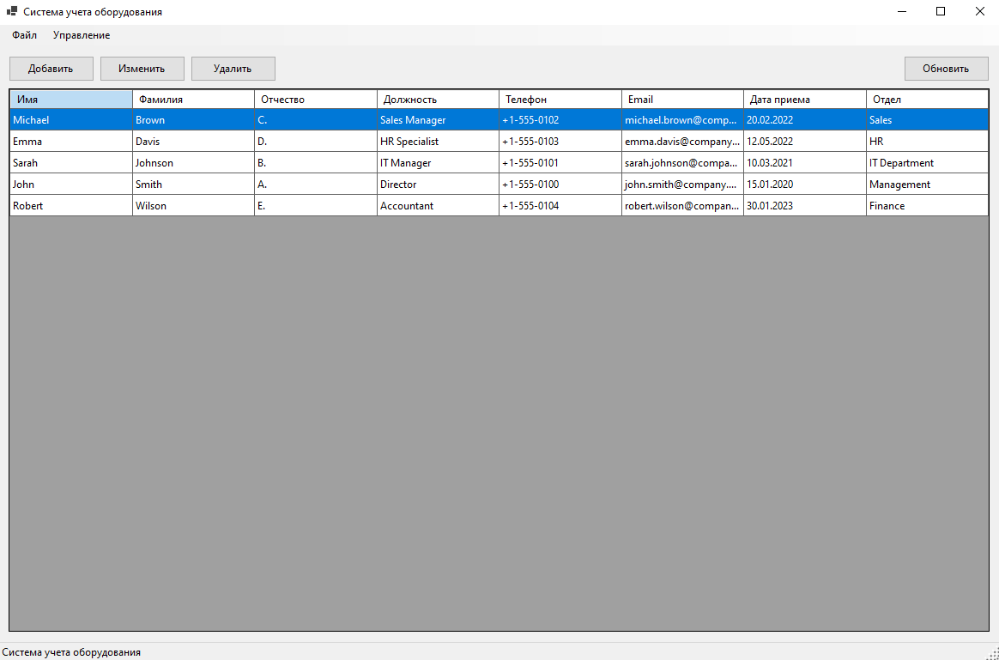 Система учета оборудования
Файл Управление
Добавить Изменить Удалить Обновить
Имя Фамилия Отчество Должность Телефон Email Дата приема Отдел
Michael Brown C. Sales Manager +1-555-0102 michael.brown@comp... 20.02.2022 Sales
Emma Davis D. HR Specialist +1-555-0103 emma.davis@company... 12.05.2022 HR
Sarah Johnson B. IT Manager +1-555-0101 sarah.johnson@compa... 10.03.2021 IT Department
John Smith A. Director +1-555-0100 john.smith@company.... 15.01.2020 Management
Robert Wilson E. Accountant +1-555-0104 robert.wilson@compan... 30.01.2023 Finance
Система учета оборудования